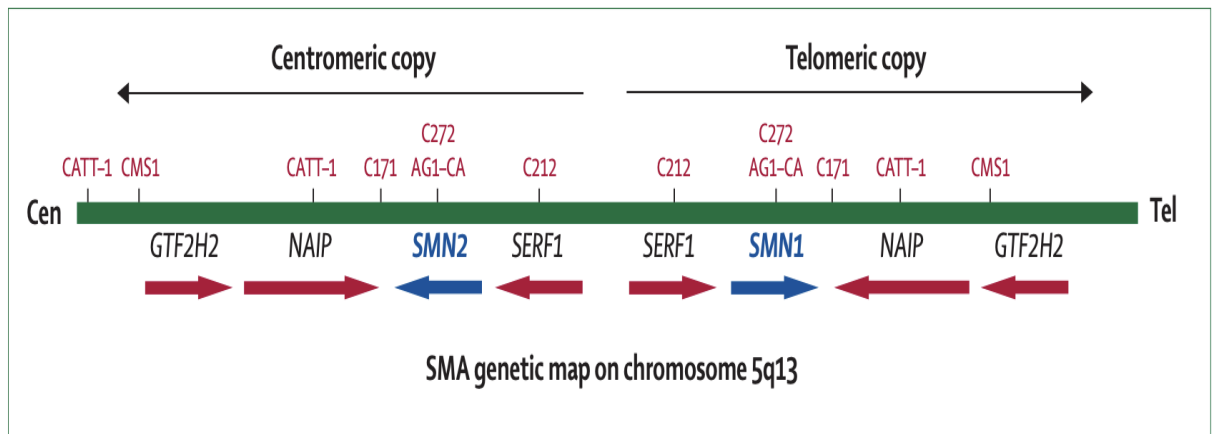 Centromeric copy Telomeric copy
C272 C272
CATT–1 CMS1 CATT–1 C171 AG1–CA C212 C212 AG1–CA C171 CATT–1 CMS1
Cen Tel
GTF2H2 NAIP SMN2 SERF1 SERF1 SMN1 NAIP GTF2H2
SMA genetic map on chromosome 5q13